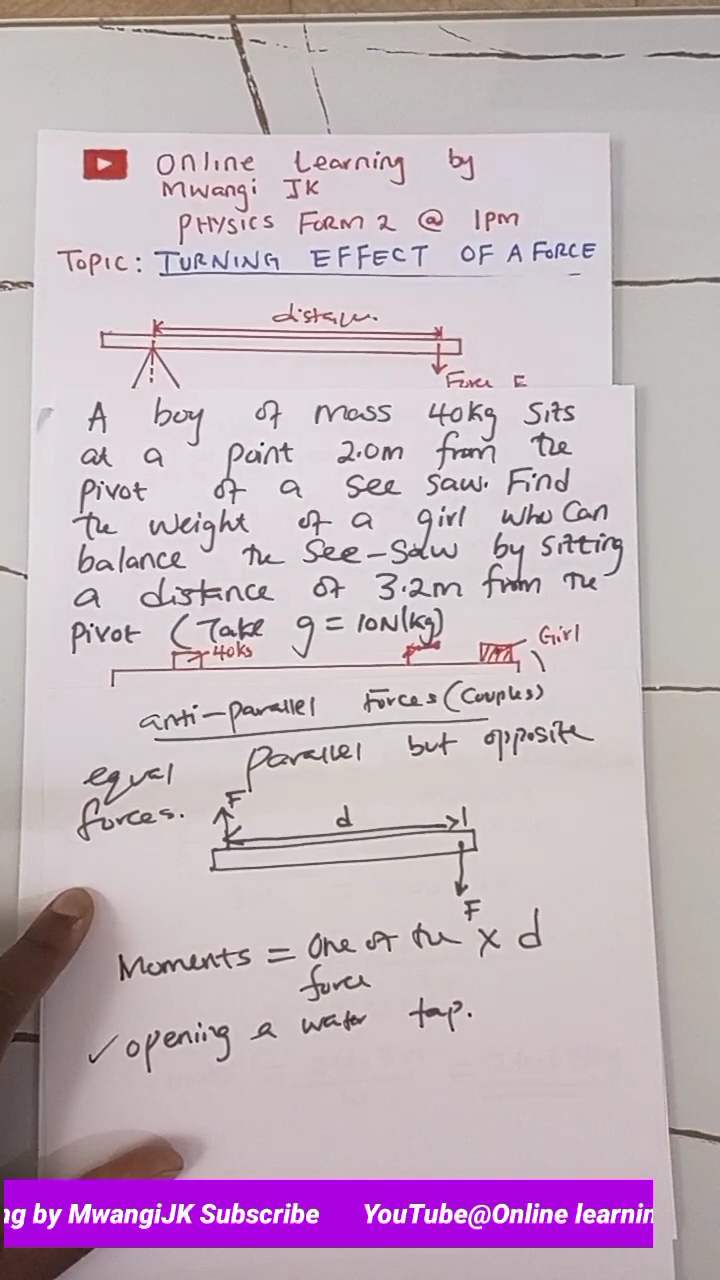 Online Learning by
Mwangi JK
PHYSICS FORM 2 @ 1PM
TOPIC: TURNING EFFECT OF A FORCE
distance
Force F
A boy of mass 40kg sits
at a point 2.0m from the
pivot of a see saw. Find
the weight of a girl who can
balance the see-saw by sitting
a distance of 3.2m from the
pivot (Take g = 10N/kg)
40kg
Girl
anti-parallel forces (couples)
equal parallel but opposite
forces.
F
d
F
Moments = One of the x d
force
✓ opening a water tap.
ng by MwangiJK Subscribe YouTube@Online learnin